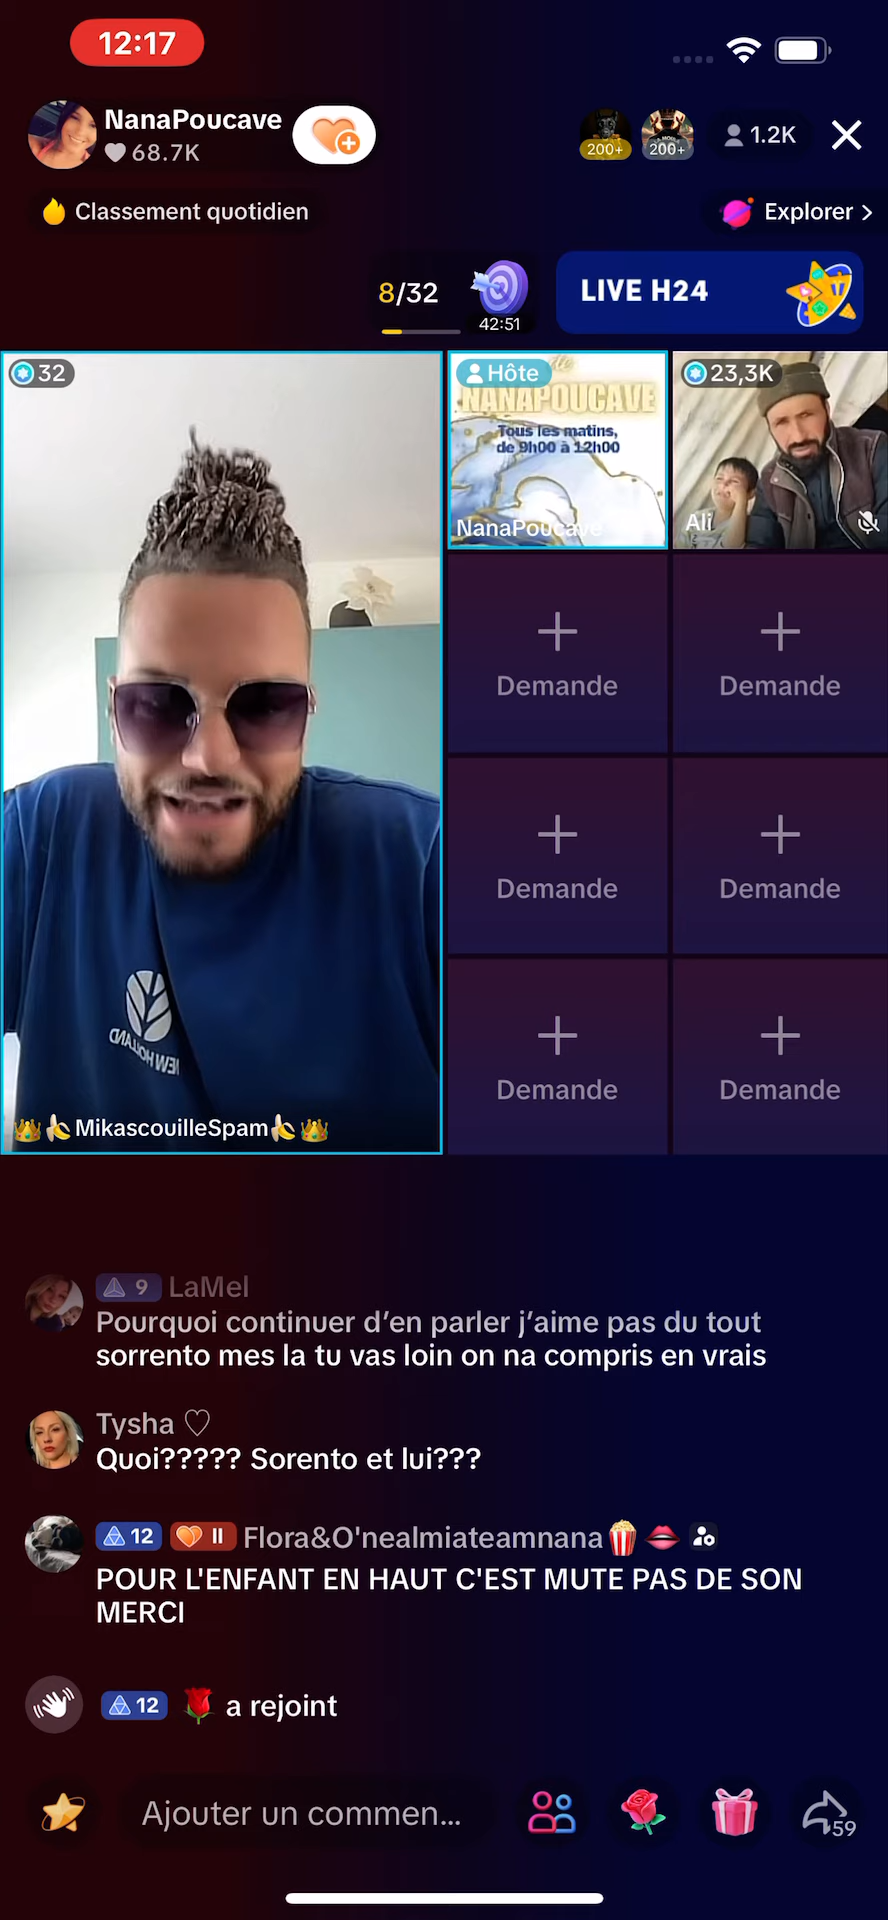 12:17
NanaPoucave
68.7K
200+
200+
1.2K
Classement quotidien
Explorer
8/32
42:51
LIVE H24
32
Hôte
de
NANAPOUCAVE
Tous les matins,
de 9h00 à 12h00
NanaPoucave
23,3K
Ali
Demande
Demande
Demande
Demande
Demande
Demande
NEW HOLLAND
👑🍌MikascouilleSpam🍌👑
9 LaMel
Pourquoi continuer d’en parler j’aime pas du tout
sorrento mes la tu vas loin on na compris en vrais
Tysha ♡
Quoi????? Sorento et lui???
12 II Flora&O'nealmiateamnana🍿👄
POUR L'ENFANT EN HAUT C'EST MUTE PAS DE SON
MERCI
12 🌹 a rejoint
Ajouter un commen...
59